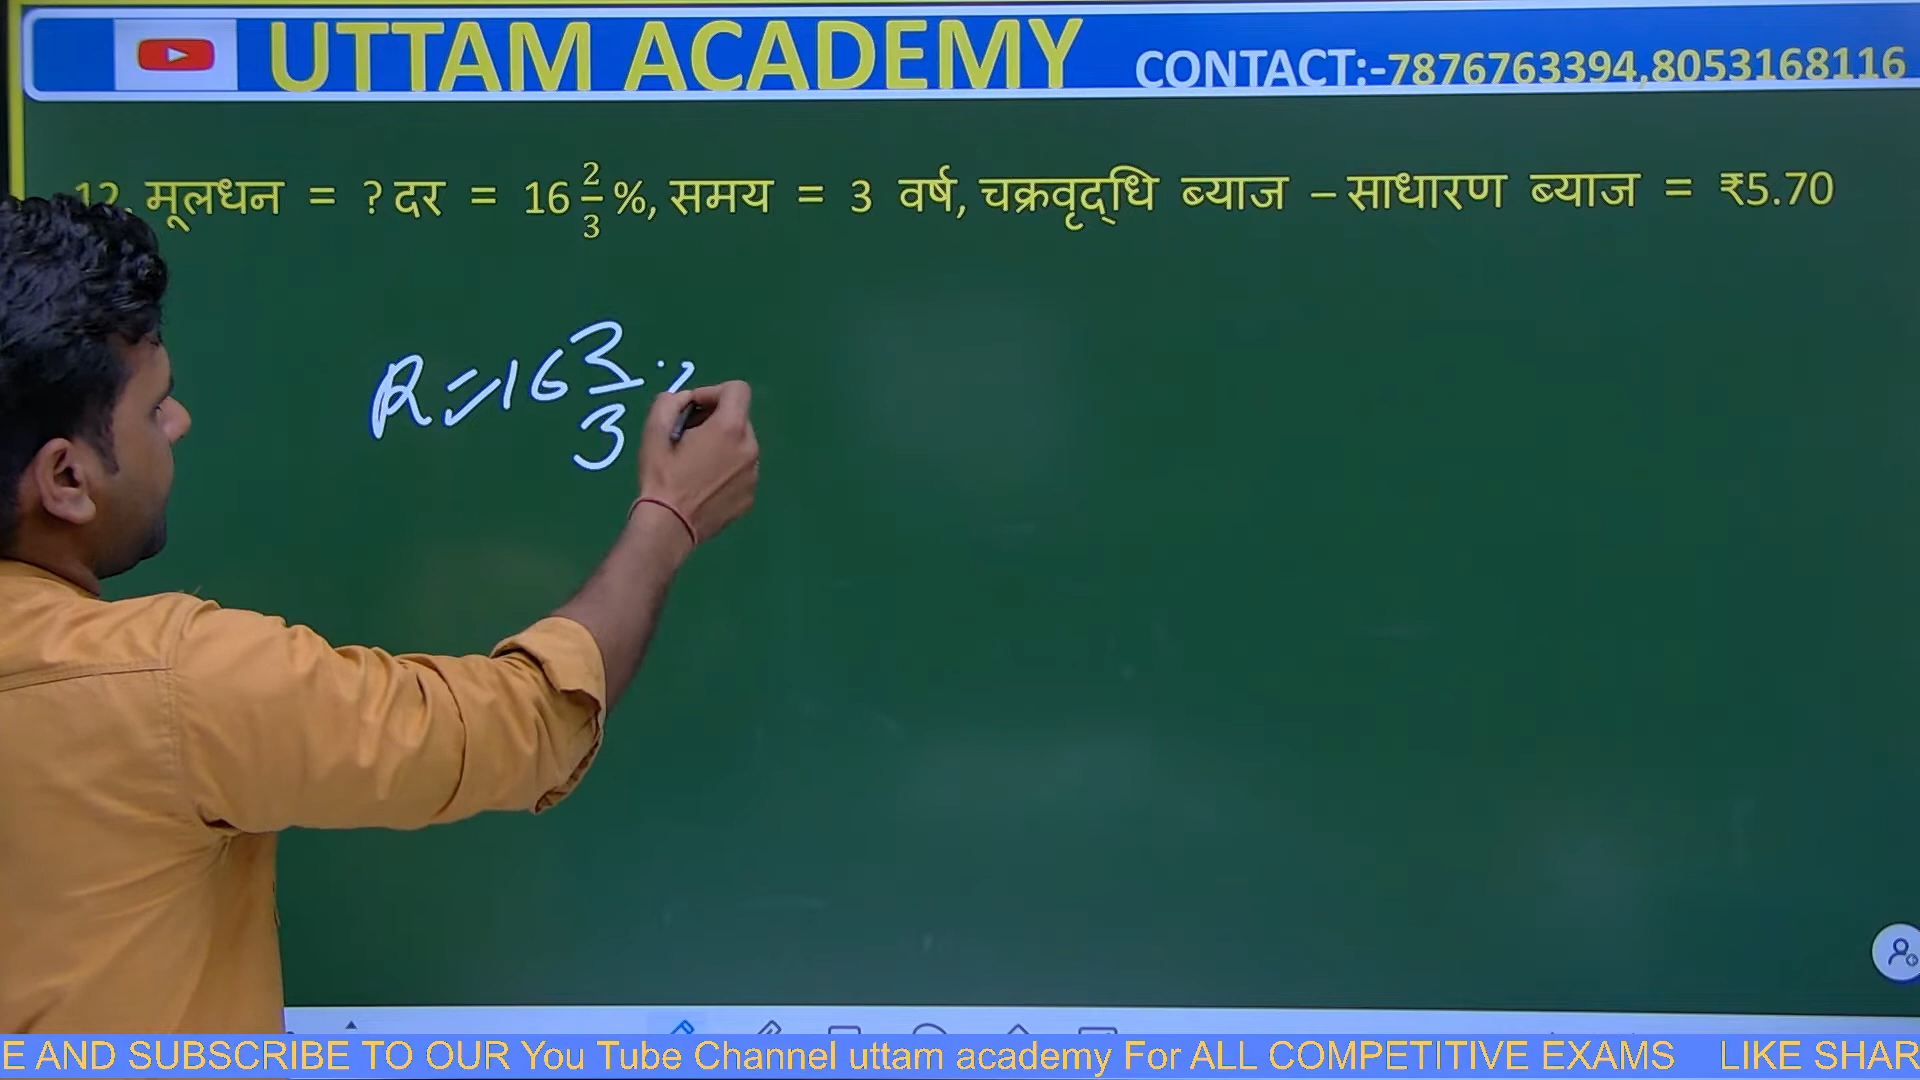 UTTAM ACADEMY CONTACT:-7876763394,8053168116
12. मूलधन = ? दर = 16 2/3 %, समय = 3 वर्ष, चक्रवृद्धि ब्याज – साधारण ब्याज = ₹5.70
R = 16 2/3 %
E AND SUBSCRIBE TO OUR You Tube Channel uttam academy For ALL COMPETITIVE EXAMS LIKE SHAR